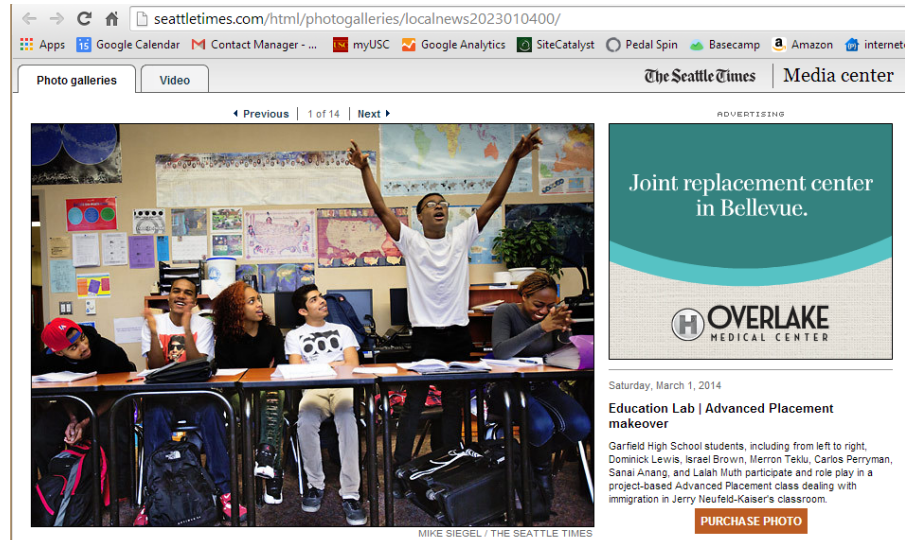 seattletimes.com/html/photogalleries/localnews2023010400/
Apps 15 Google Calendar Contact Manager - ... USC myUSC Google Analytics SiteCatalyst Pedal Spin Basecamp a Amazon internet
Photo galleries Video The Seattle Times Media center
Previous 1 of 14 Next
ADVERTISING
Joint replacement center
in Bellevue.
H OVERLAKE
MEDICAL CENTER
Saturday, March 1, 2014
Education Lab | Advanced Placement
makeover
Garfield High School students, including from left to right,
Dominick Lewis, Israel Brown, Merron Teklu, Carlos Perryman,
Sanai Anang, and Lalah Muth participate and role play in a
project-based Advanced Placement class dealing with
immigration in Jerry Neufeld-Kaiser's classroom.
PURCHASE PHOTO
MIKE SIEGEL / THE SEATTLE TIMES